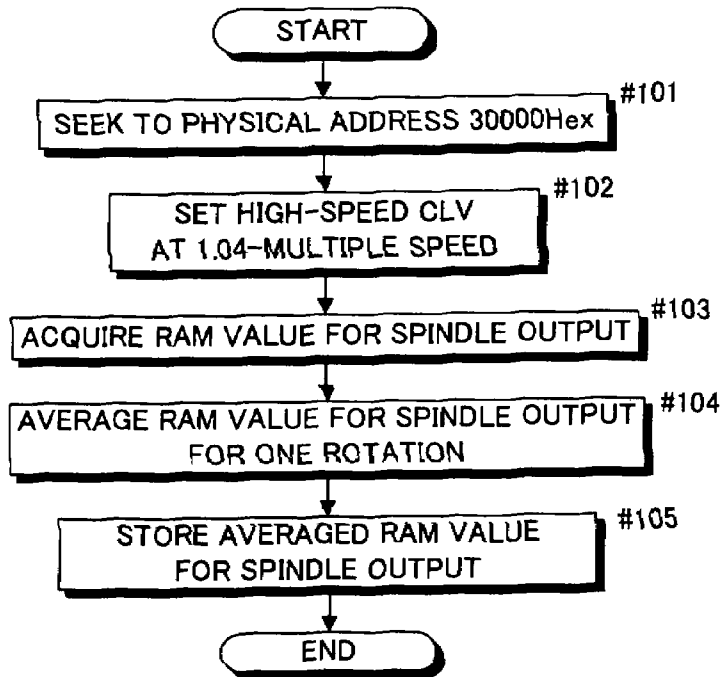 START
#101
SEEK TO PHYSICAL ADDRESS 30000Hex
#102
SET HIGH-SPEED CLV
AT 1.04-MULTIPLE SPEED
#103
ACQUIRE RAM VALUE FOR SPINDLE OUTPUT
#104
AVERAGE RAM VALUE FOR SPINDLE OUTPUT
FOR ONE ROTATION
#105
STORE AVERAGED RAM VALUE
FOR SPINDLE OUTPUT
END